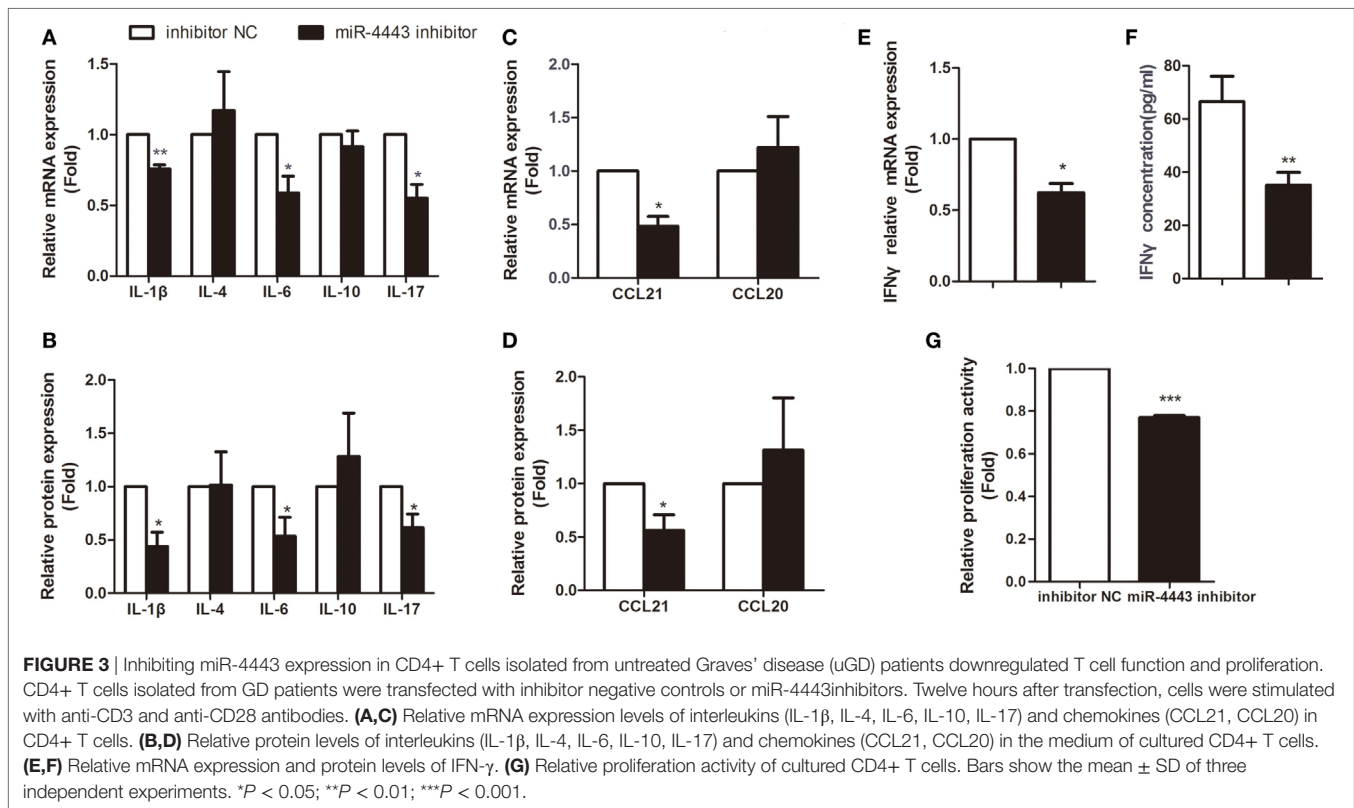 A
inhibitor NC
miR-4443 inhibitor
Relative mRNA expression
(Fold)
1.5
1.0
0.5
0.0
**
*
*
IL-1β IL-4 IL-6 IL-10 IL-17
C
Relative mRNA expression
(Fold)
2.0
1.5
1.0
0.5
0.0
*
CCL21 CCL20
E
IFNγ relative mRNA expression
(Fold)
1.5
1.0
0.5
0.0
*
F
IFNγ concentration(pg/ml)
80
60
40
20
0
**
B
Relative protein expression
(Fold)
2.0
1.5
1.0
0.5
0.0
*
*
*
IL-1β IL-4 IL-6 IL-10 IL-17
D
Relative protein expression
(Fold)
2.0
1.5
1.0
0.5
0.0
*
CCL21 CCL20
G
Relative proliferation activity
(Fold)
1.0
0.8
0.6
0.4
0.2
0.0
***
inhibitor NC miR-4443 inhibitor
FIGURE 3 | Inhibiting miR-4443 expression in CD4+ T cells isolated from untreated Graves’ disease (uGD) patients downregulated T cell function and proliferation.
CD4+ T cells isolated from GD patients were transfected with inhibitor negative controls or miR-4443inhibitors. Twelve hours after transfection, cells were stimulated
with anti-CD3 and anti-CD28 antibodies. (A,C) Relative mRNA expression levels of interleukins (IL-1β, IL-4, IL-6, IL-10, IL-17) and chemokines (CCL21, CCL20) in
CD4+ T cells. (B,D) Relative protein levels of interleukins (IL-1β, IL-4, IL-6, IL-10, IL-17) and chemokines (CCL21, CCL20) in the medium of cultured CD4+ T cells.
(E,F) Relative mRNA expression and protein levels of IFN-γ. (G) Relative proliferation activity of cultured CD4+ T cells. Bars show the mean ± SD of three
independent experiments. *P < 0.05; **P < 0.01; ***P < 0.001.